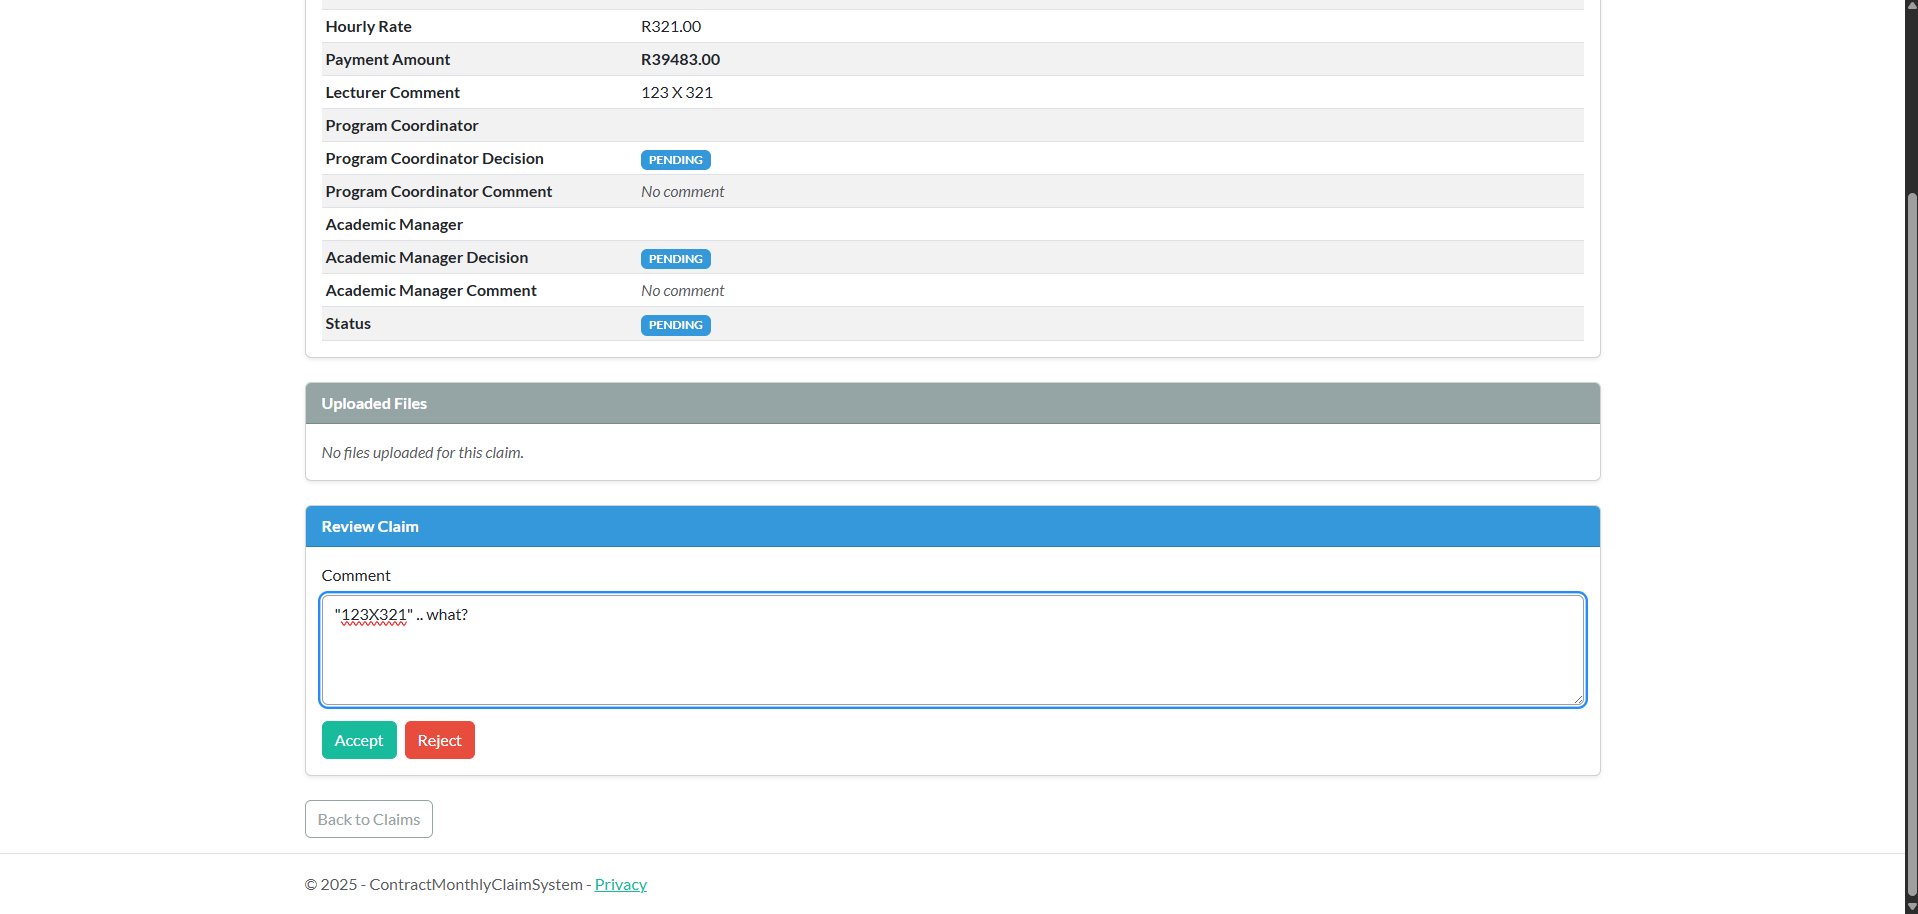 Hourly Rate R321.00
Payment Amount R39483.00
Lecturer Comment 123 X 321
Program Coordinator
Program Coordinator Decision PENDING
Program Coordinator Comment No comment
Academic Manager
Academic Manager Decision PENDING
Academic Manager Comment No comment
Status PENDING
Uploaded Files
No files uploaded for this claim.
Review Claim
Comment
"123X321" .. what?
Accept Reject
Back to Claims
© 2025 - ContractMonthlyClaimSystem - Privacy